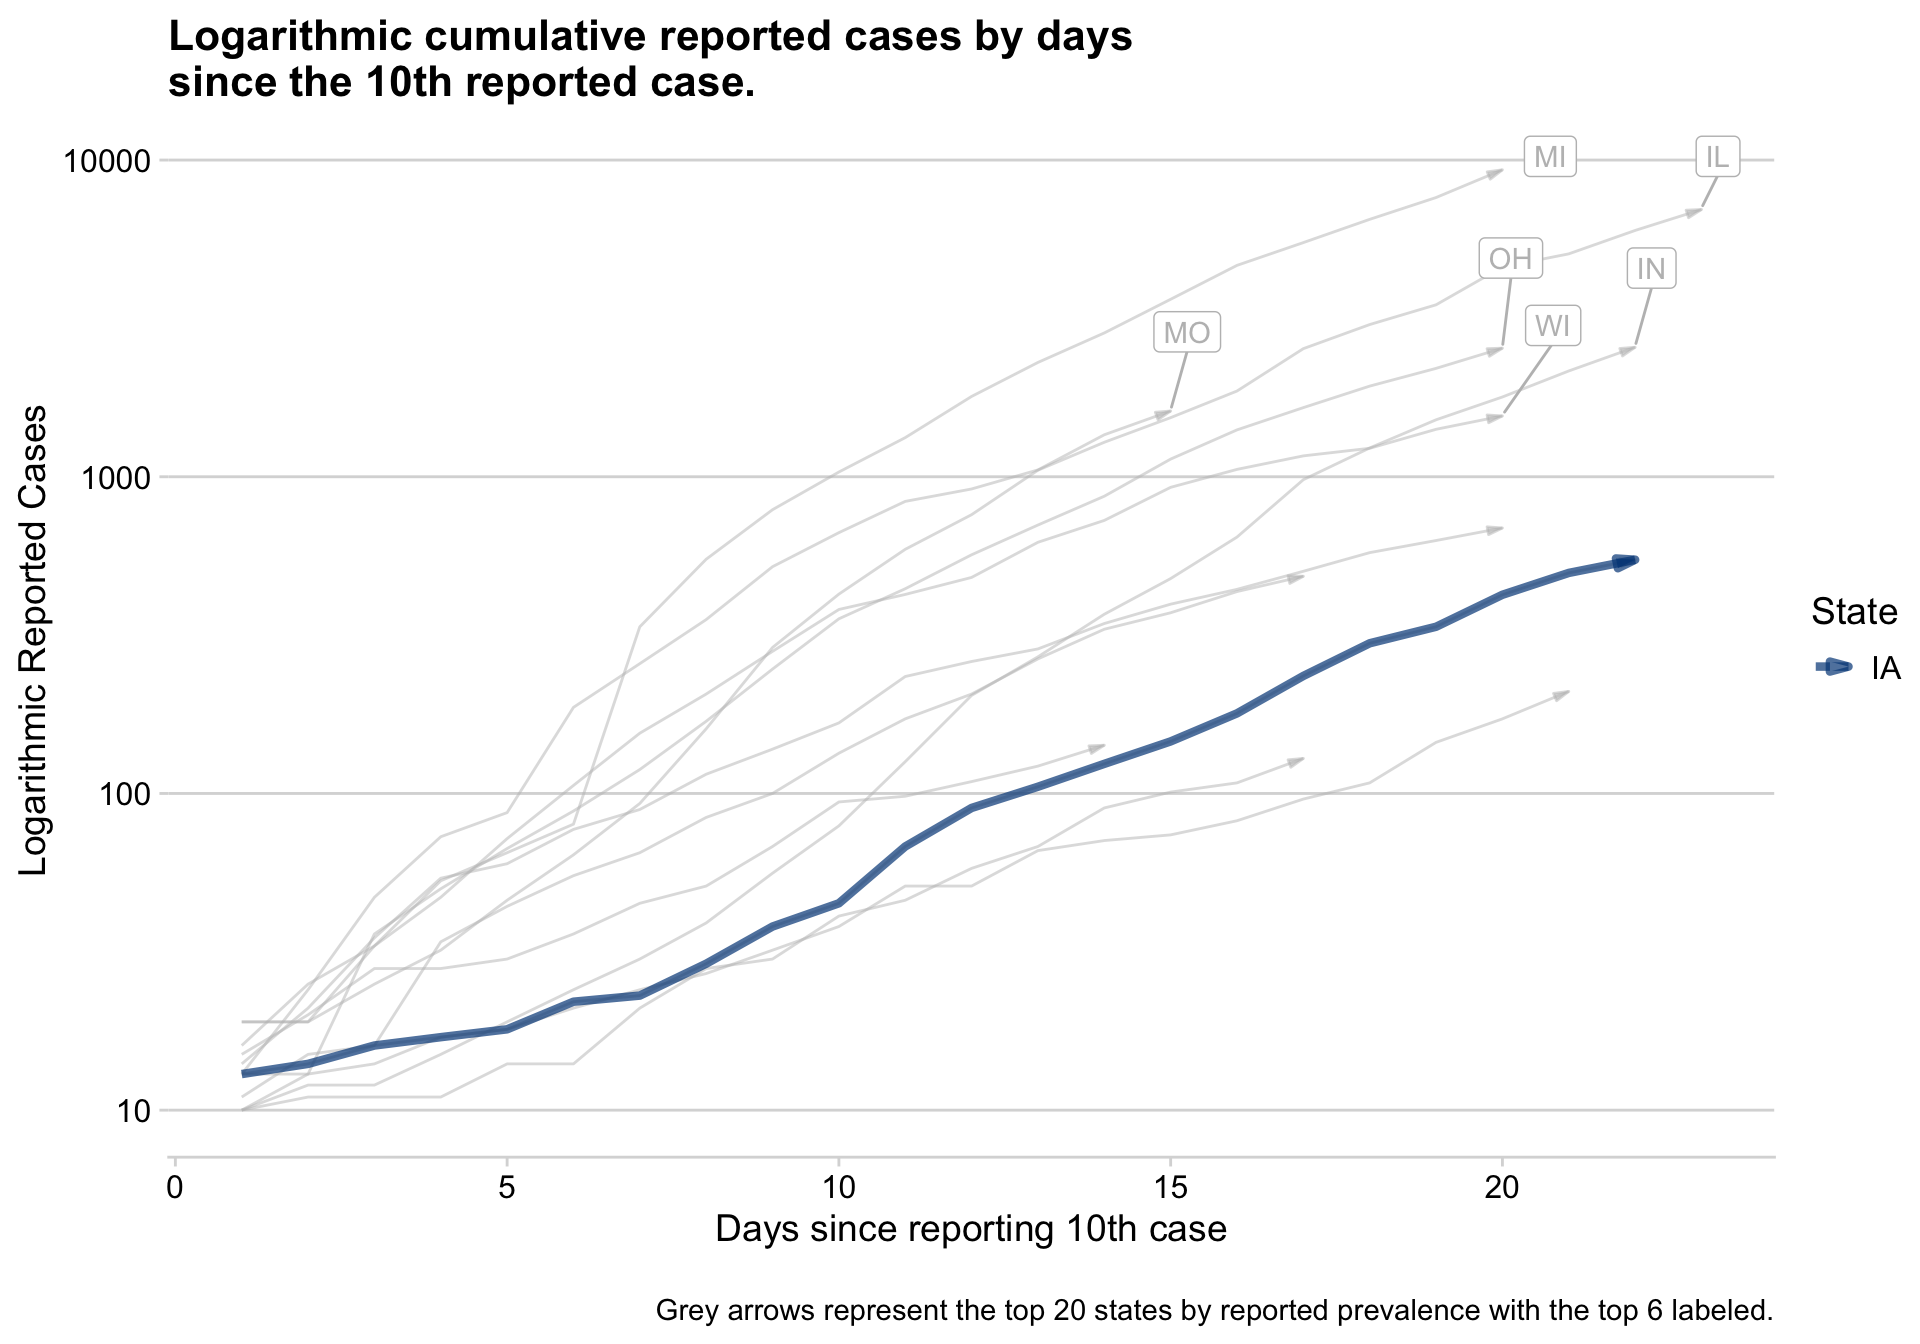 Logarithmic cumulative reported cases by days
since the 10th reported case.
10000
1000
100
10
Logarithmic Reported Cases
MI
IL
OH
IN
WI
MO
State
IA
0
5
10
15
20
Days since reporting 10th case
Grey arrows represent the top 20 states by reported prevalence with the top 6 labeled.